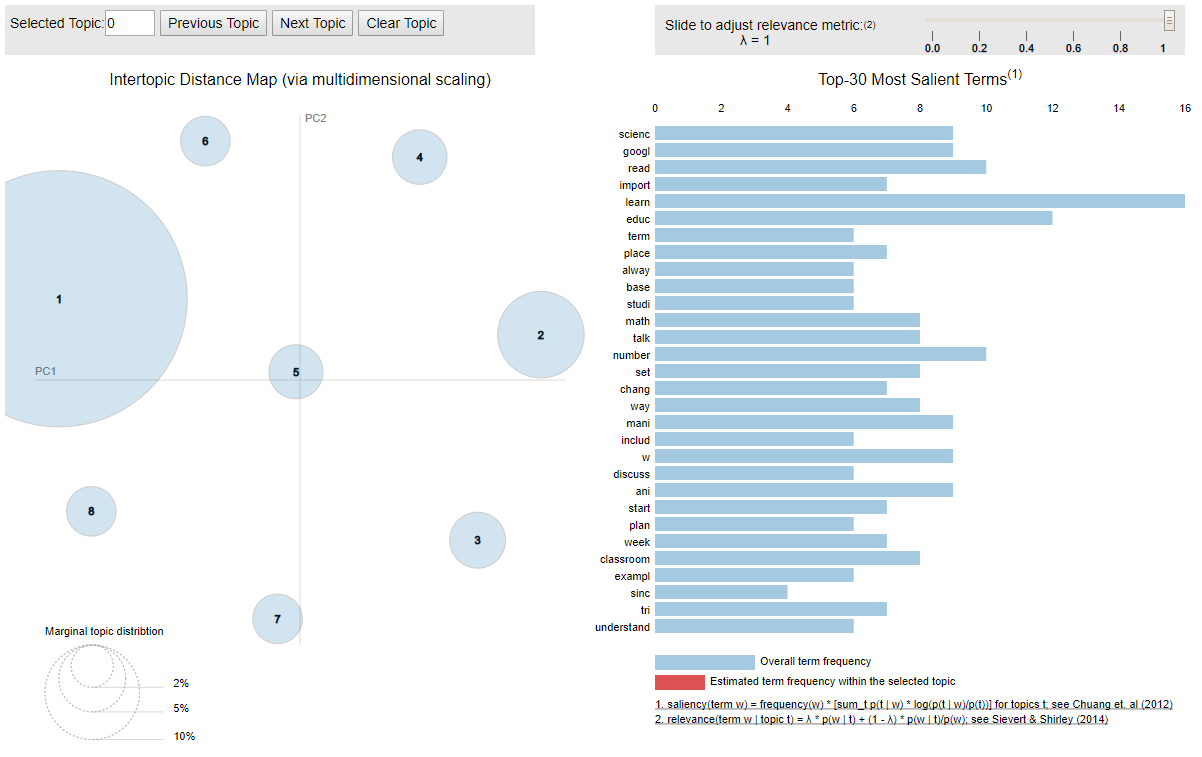 Selected Topic: 0 Previous Topic Next Topic Clear Topic
Slide to adjust relevance metric:(2)
λ = 1
0.0 0.2 0.4 0.6 0.8 1
Intertopic Distance Map (via multidimensional scaling)
PC2
PC1
6
4
1
2
5
8
3
7
Marginal topic distribtion
2%
5%
10%
Top-30 Most Salient Terms(1)
0 2 4 6 8 10 12 14 16
scienc
googl
read
import
learn
educ
term
place
alway
base
studi
math
talk
number
set
chang
way
mani
includ
w
discuss
ani
start
plan
week
classroom
exampl
sinc
tri
understand
Overall term frequency
Estimated term frequency within the selected topic
1. saliency(term w) = frequency(w) * [sum_t p(t | w) * log(p(t | w)/p(t))] for topics t; see Chuang et. al (2012)
2. relevance(term w | topic t) = λ * p(w | t) + (1 - λ) * p(w | t)/p(w); see Sievert & Shirley (2014)